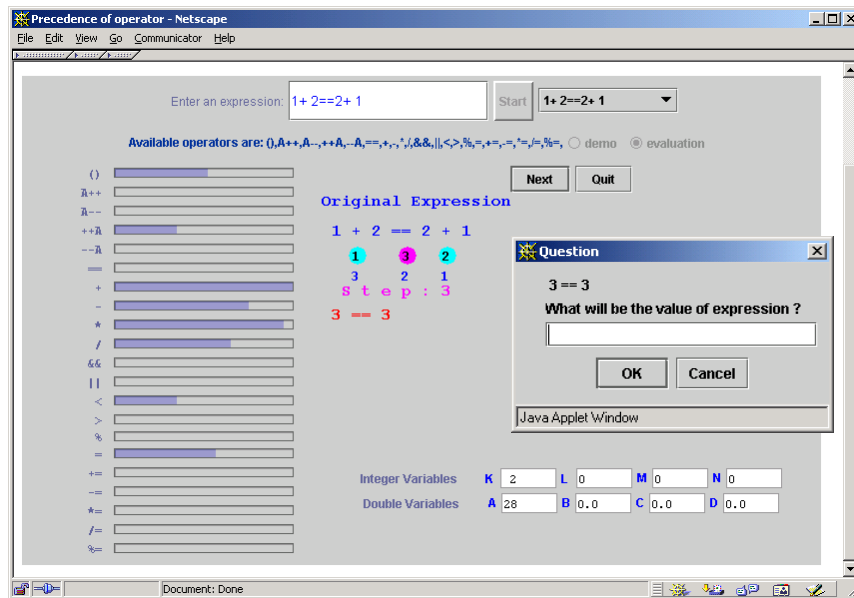 Precedence of operator - Netscape
File Edit View Go Communicator Help
Enter an expression: 1+ 2==2+ 1 Start 1+ 2==2+ 1
Available operators are: (),A++,A--,++A,--A,==,+,-,*,/,&&,||,<,>,%,=,+=,-=,*=,/=,%=, demo evaluation
Next Quit
()
A++
A--
++A
--A
==
+
-
*
/
&&
||
<
>
%
=
+=
-=
*=
/=
%=
Original Expression
1 + 2 == 2 + 1
1 3 2
3 2 1
Step:3
3 == 3
Question
3 == 3
What will be the value of expression ?
OK Cancel
Java Applet Window
Integer Variables K 2 L 0 M 0 N 0
Double Variables A 28 B 0.0 C 0.0 D 0.0
Document: Done